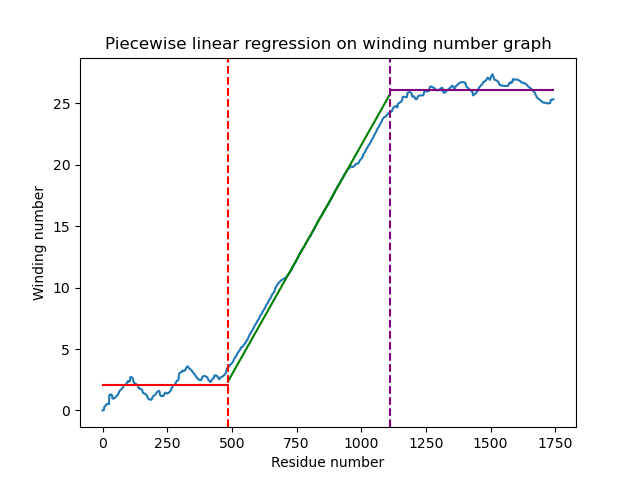 Piecewise linear regression on winding number graph
25
20
15
10
5
0
Winding number
0 250 500 750 1000 1250 1500 1750
Residue number